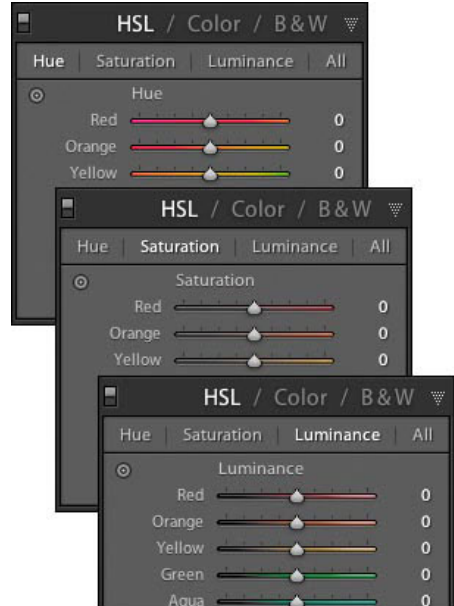 HSL / Color / B & W
Hue | Saturation | Luminance | All
Hue
Red 0
Orange 0
Yellow 0
HSL / Color / B & W
Hue | Saturation | Luminance | All
Saturation
Red 0
Orange 0
Yellow 0
HSL / Color / B & W
Hue | Saturation | Luminance | All
Luminance
Red 0
Orange 0
Yellow 0
Green 0
Aqua 0